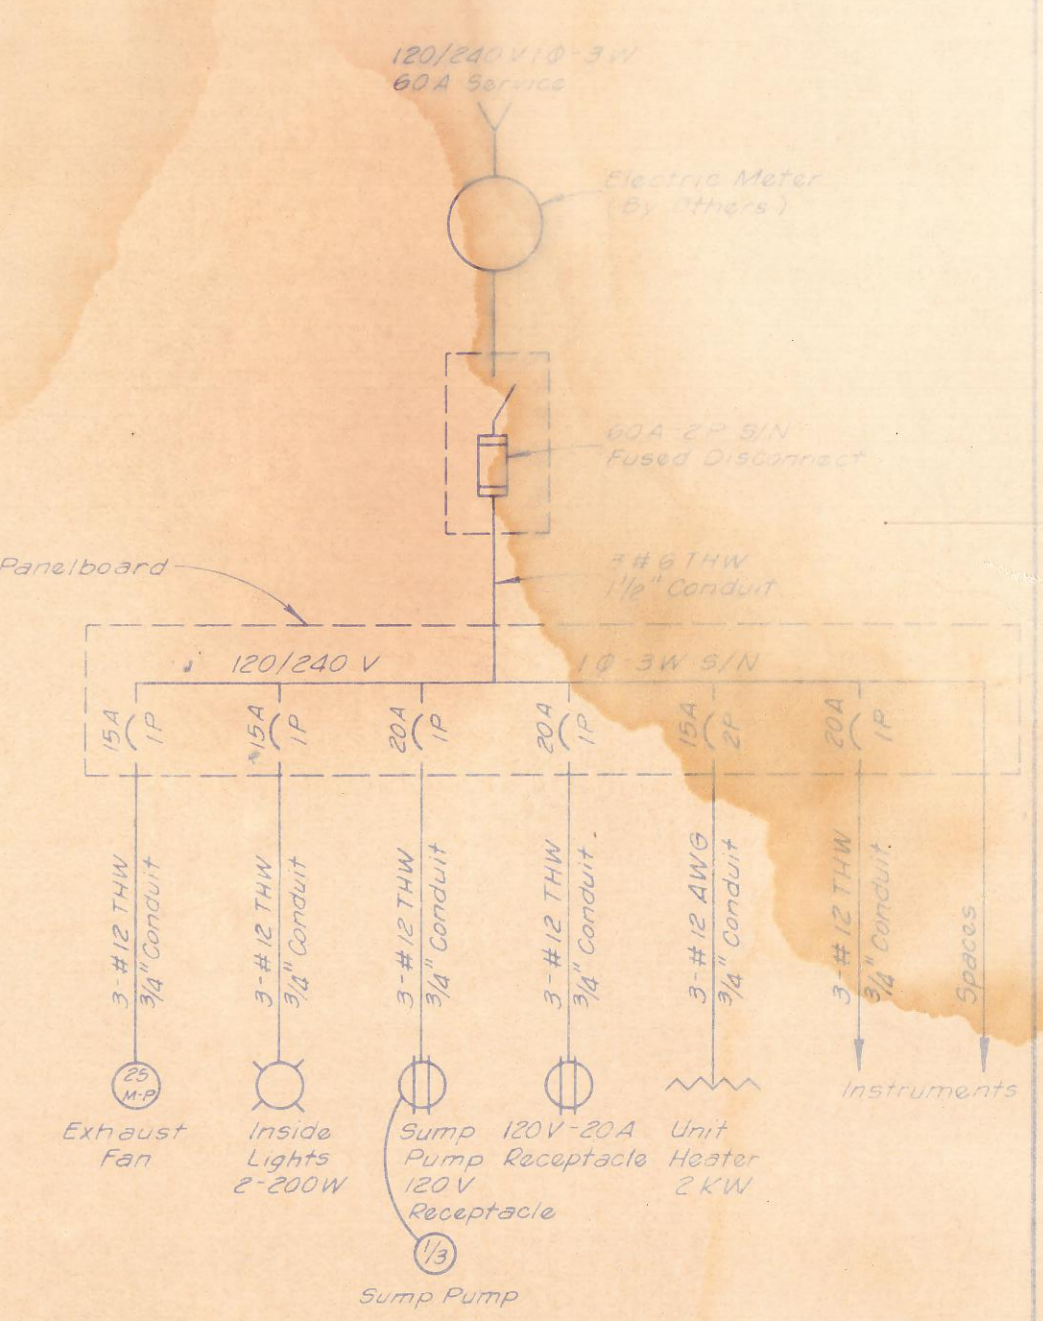 120/240 V 1Φ-3W
60A Service
Electric Meter
(By Others)
60A-2P S/N
Fused Disconnect
3#6 THW
1 1/2" Conduit
Panelboard
120/240 V
1Φ-3W S/N
15A
1P
15A
1P
20A
1P
20A
1P
15A
2P
20A
1P
3-#12 THW
3/4" Conduit
3-#12 THW
3/4" Conduit
3-#12 THW
3/4" Conduit
3-#12 THW
3/4" Conduit
3-#12 AWG
3/4" Conduit
3-#12 THW
3/4" Conduit
Spaces
25
M-P
Exhaust
Fan
Inside
Lights
2-200W
Sump
Pump
120V
Receptacle
120V-20A
Receptacle
Unit
Heater
2KW
Instruments
1/3
Sump Pump